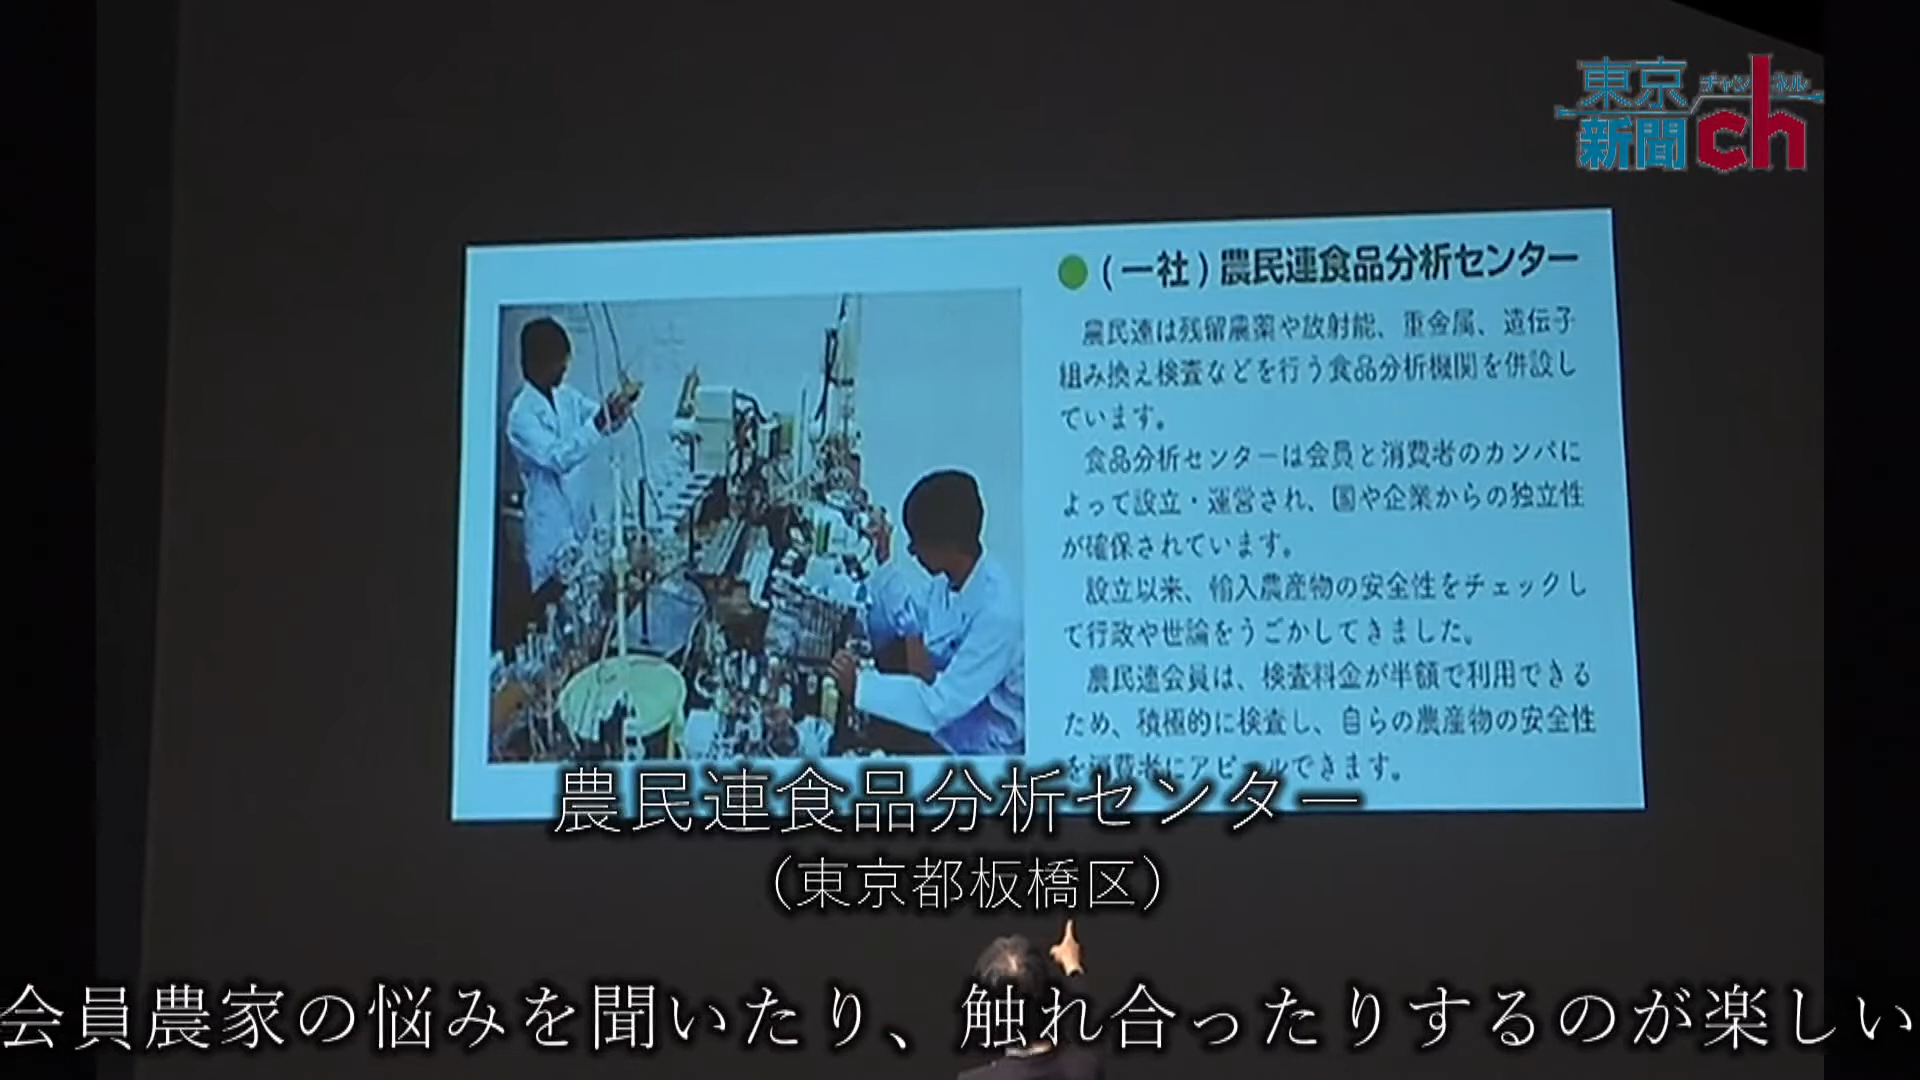 東京 チャンネル
新聞 ch
(一社)農民連食品分析センター
農民連は残留農薬や放射能、重金属、遺伝子
組み換え検査などを行う食品分析機関を併設し
ています。
食品分析センターは会員と消費者のカンパに
よって設立・運営され、国や企業からの独立性
が確保されています。
設立以来、輸入農産物の安全性をチェックし
て行政や世論をうごかしてきました。
農民連会員は、検査料金が半額で利用できる
ため、積極的に検査し、自らの農産物の安全性
を消費者にアピールできます。
農民連食品分析センター
（東京都板橋区）
会員農家の悩みを聞いたり、触れ合ったりするのが楽しい